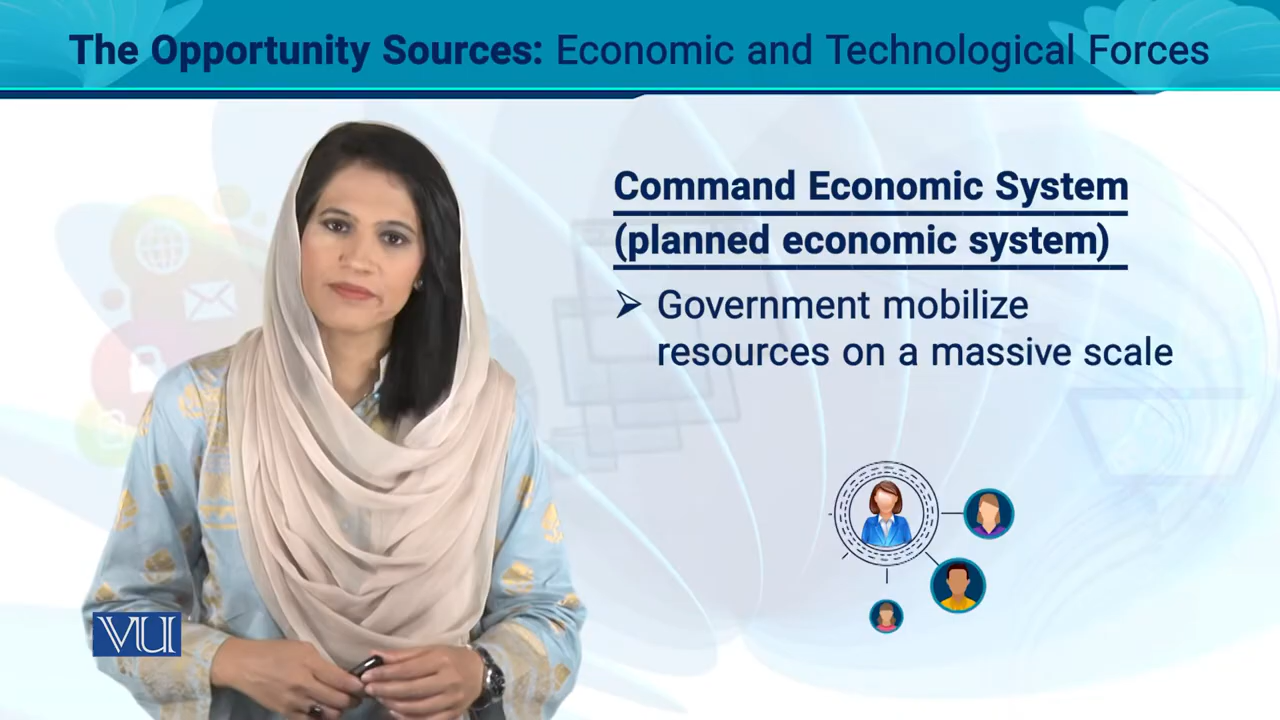 The Opportunity Sources: Economic and Technological Forces
Command Economic System
(planned economic system)
➢ Government mobilize
resources on a massive scale
VU